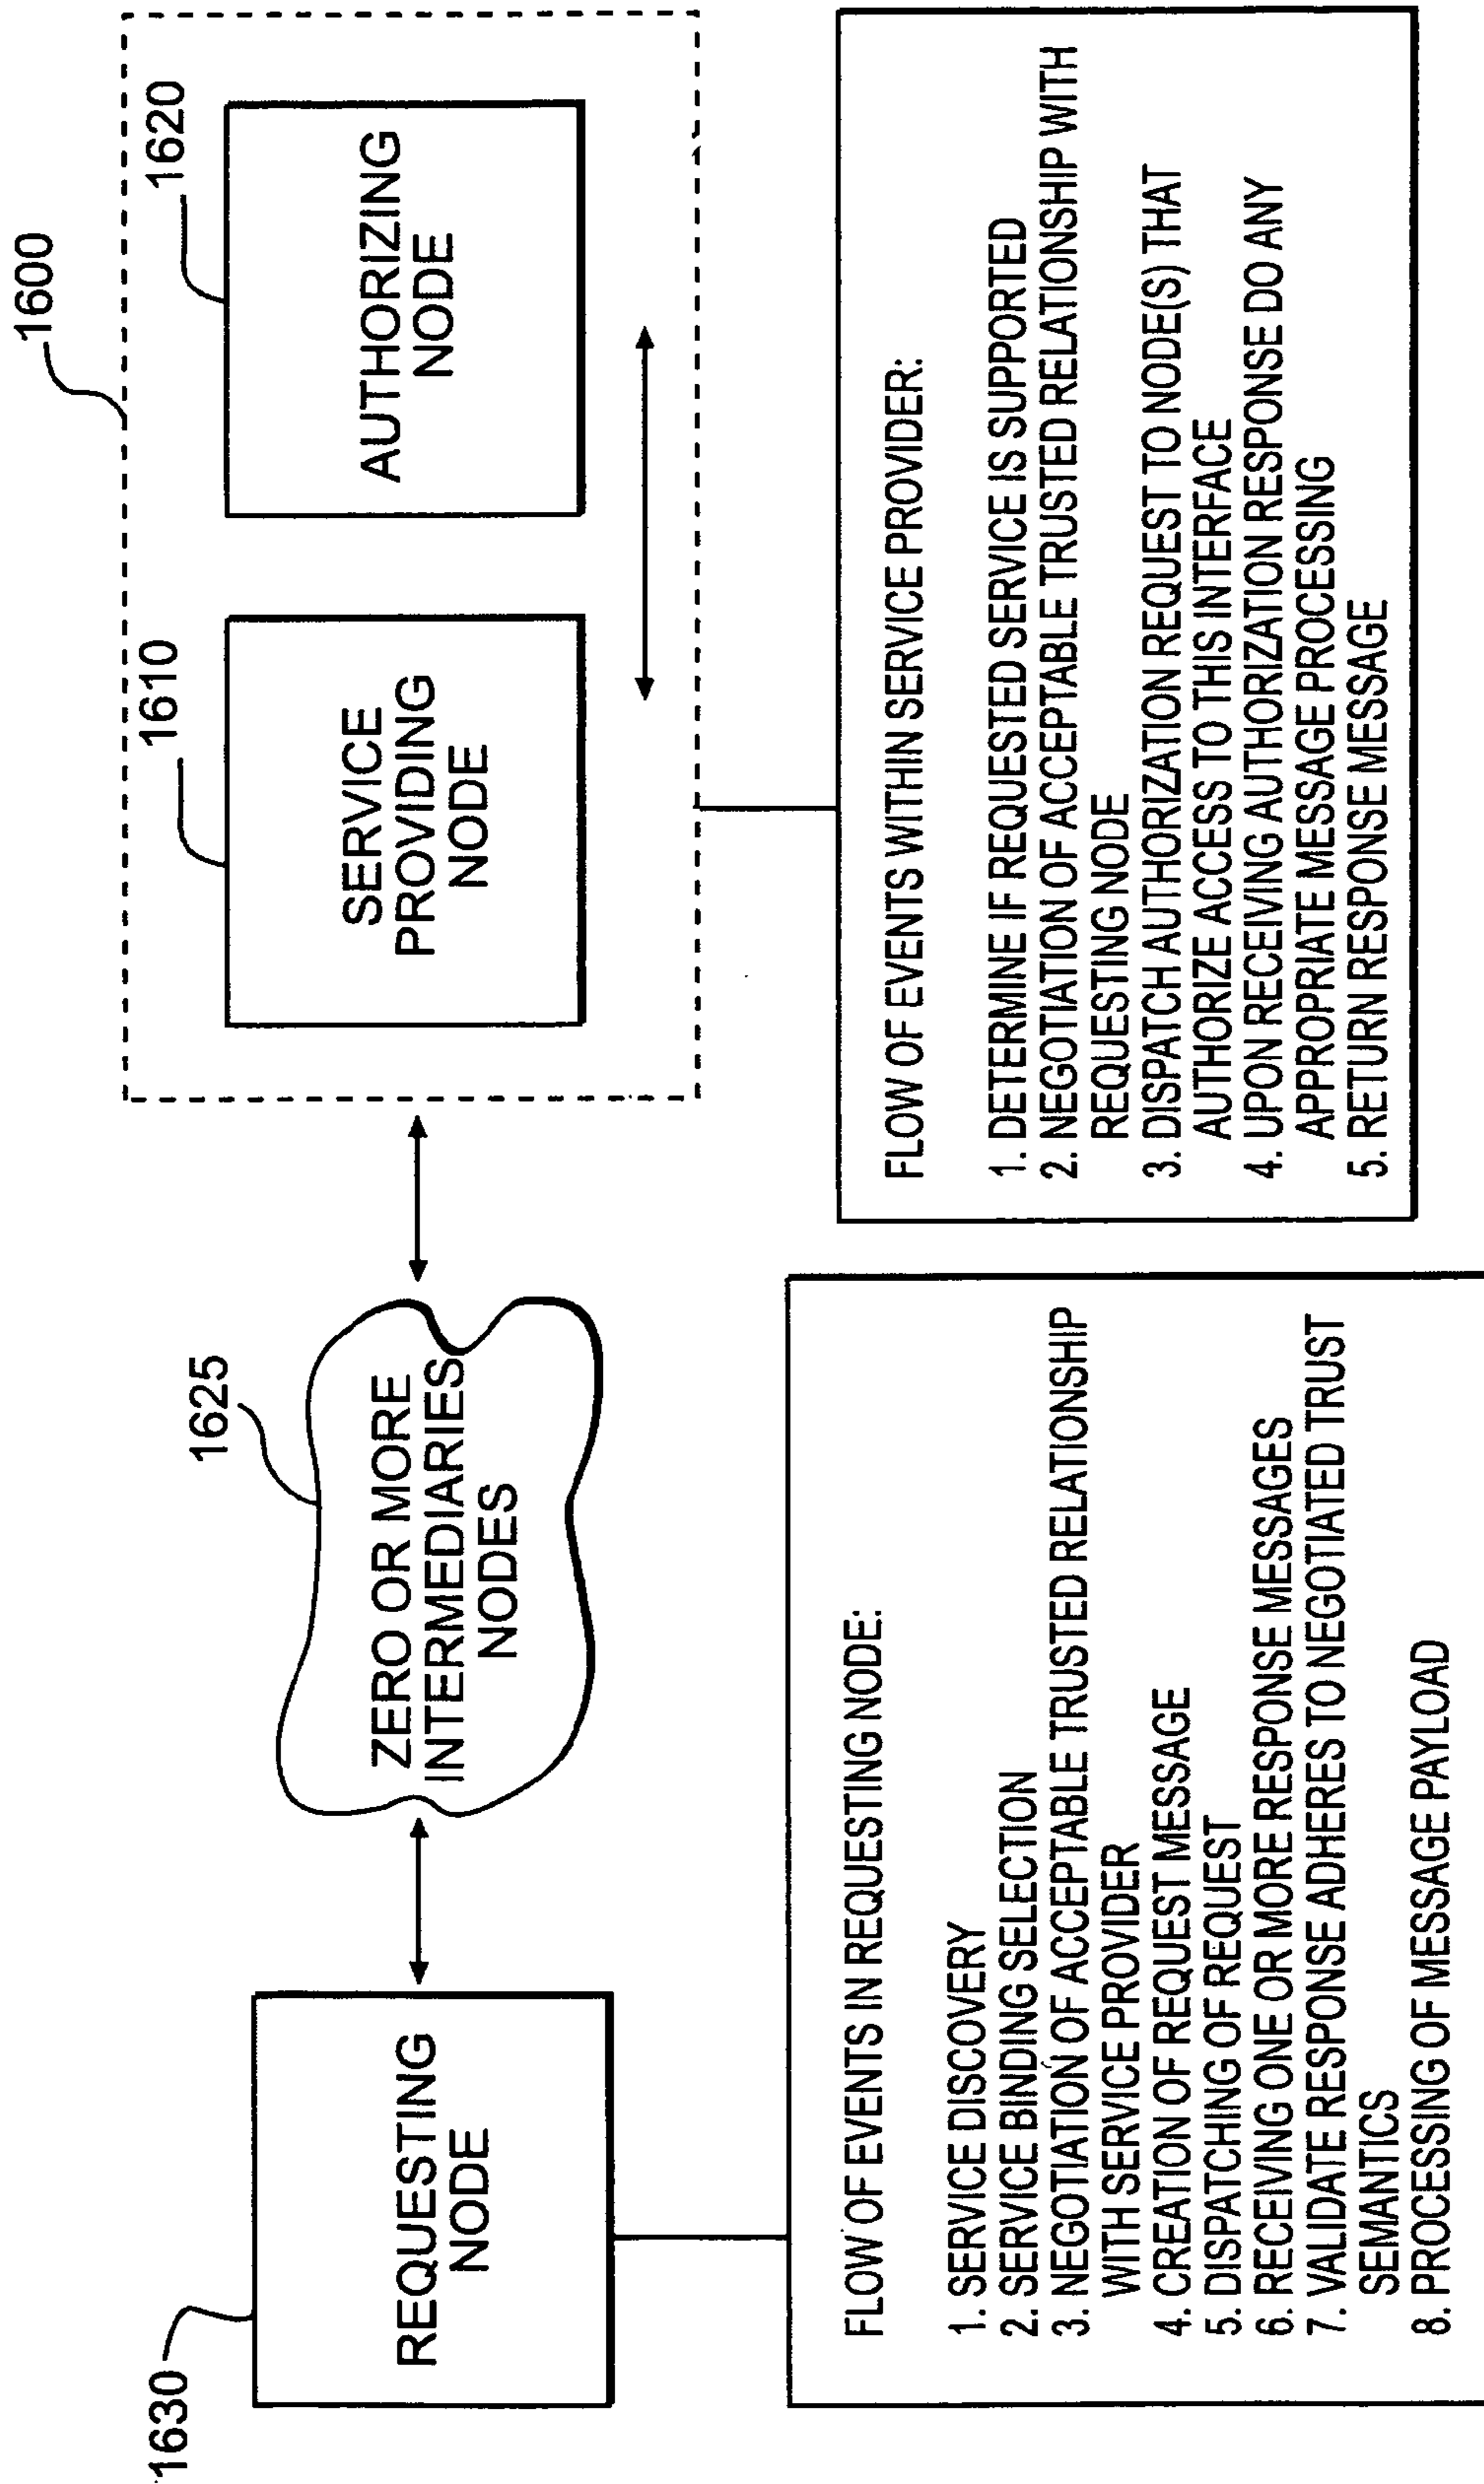 1600
1610
1620
SERVICE
PROVIDING
NODE
AUTHORIZING
NODE
1625
ZERO OR MORE
INTERMEDIARIES
NODES
1630
REQUESTING
NODE
FLOW OF EVENTS IN REQUESTING NODE:
1. SERVICE DISCOVERY
2. SERVICE BINDING SELECTION
3. NEGOTIATION OF ACCEPTABLE TRUSTED RELATIONSHIP
WITH SERVICE PROVIDER
4. CREATION OF REQUEST MESSAGE
5. DISPATCHING OF REQUEST
6. RECEIVING ONE OR MORE RESPONSE MESSAGES
7. VALIDATE RESPONSE ADHERES TO NEGOTIATED TRUST
SEMANTICS
8. PROCESSING OF MESSAGE PAYLOAD
FLOW OF EVENTS WITHIN SERVICE PROVIDER:
1. DETERMINE IF REQUESTED SERVICE IS SUPPORTED
2. NEGOTIATION OF ACCEPTABLE TRUSTED RELATIONSHIP WITH
REQUESTING NODE
3. DISPATCH AUTHORIZATION REQUEST TO NODE(S) THAT
AUTHORIZE ACCESS TO THIS INTERFACE
4. UPON RECEIVING AUTHORIZATION RESPONSE DO ANY
APPROPRIATE MESSAGE PROCESSING
5. RETURN RESPONSE MESSAGE